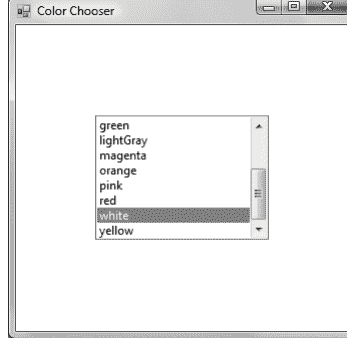 Color Chooser
green
lightGray
magenta
orange
pink
red
white
yellow